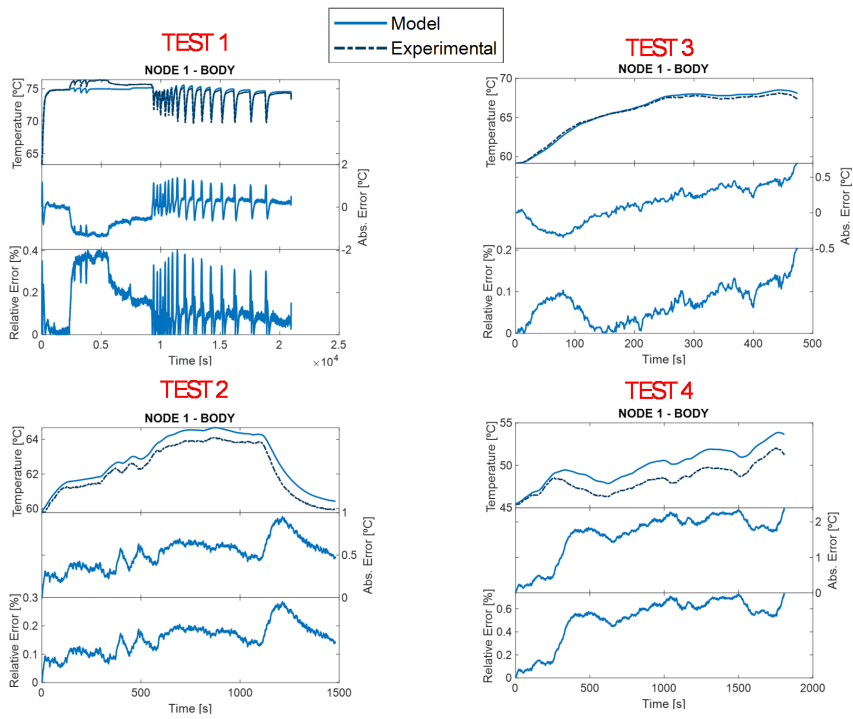 Model
Experimental
TEST 1
NODE 1 - BODY
Temperature [ºC]
75
70
65
2
0
-2
Abs. Error [ºC]
Relative Error [%]
0.4
0.2
0
0
0.5
1
1.5
2
2.5
Time [s]
×10⁴
TEST 3
NODE 1 - BODY
Temperature [ºC]
70
65
60
0.5
0
-0.5
Abs. Error [ºC]
Relative Error [%]
0.2
0.1
0
0
100
200
300
400
500
Time [s]
TEST 2
NODE 1 - BODY
Temperature [ºC]
64
62
60
1
0.5
0
Abs. Error [ºC]
Relative Error [%]
0.3
0.2
0.1
0
0
500
1000
1500
Time [s]
TEST 4
NODE 1 - BODY
Temperature [ºC]
55
50
45
2
1
0
Abs. Error [ºC]
Relative Error [%]
0.6
0.4
0.2
0
0
500
1000
1500
2000
Time [s]